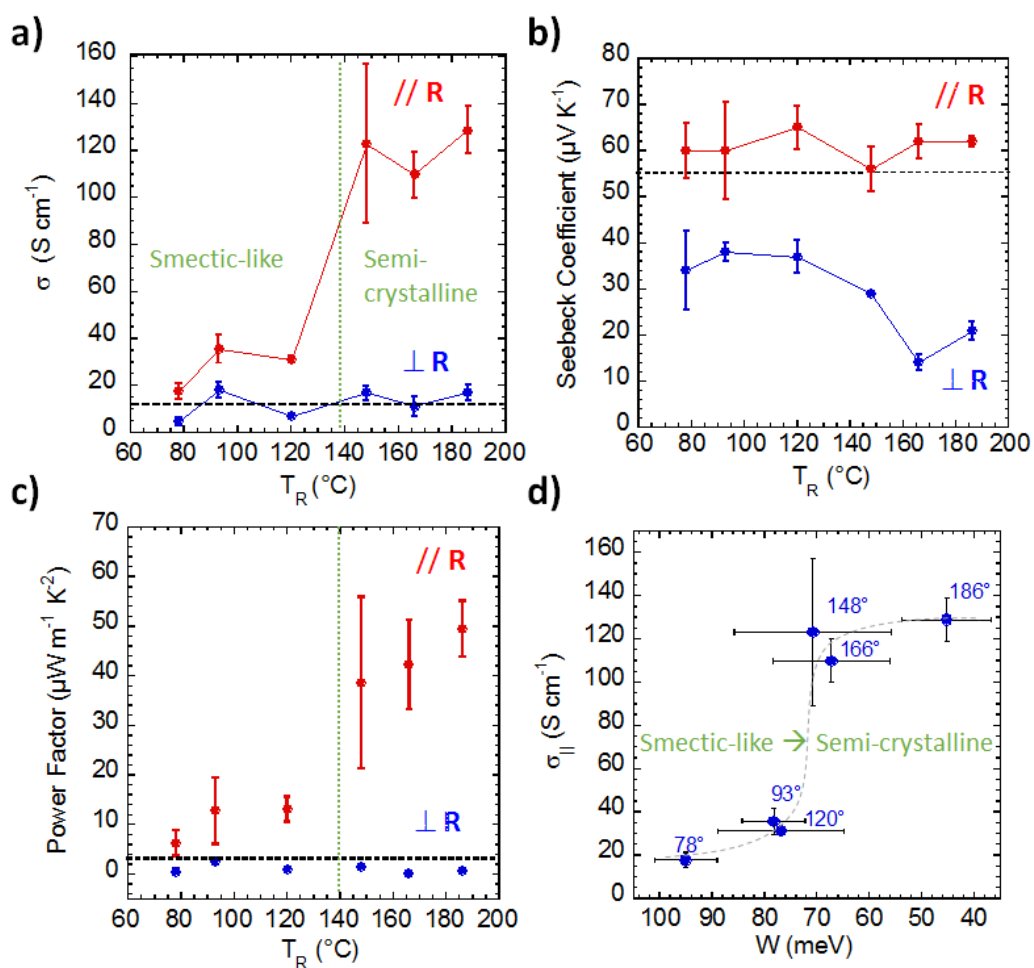 a)
σ (S cm⁻¹)
160
140
120
100
80
60
40
20
0
// R
Smectic-like
Semi-
crystalline
⊥ R
60 80 100 120 140 160 180 200
T_R (°C)
b)
Seebeck Coefficient (µV K⁻¹)
80
70
60
50
40
30
20
10
0
// R
⊥ R
60 80 100 120 140 160 180 200
T_R (°C)
c)
Power Factor (µW m⁻¹ K⁻²)
70
60
50
40
30
20
10
0
// R
⊥ R
60 80 100 120 140 160 180 200
T_R (°C)
d)
σ_|| (S cm⁻¹)
160
140
120
100
80
60
40
20
0
148°
186°
166°
Smectic-like → Semi-crystalline
93°
120°
78°
100 90 80 70 60 50 40
W (meV)